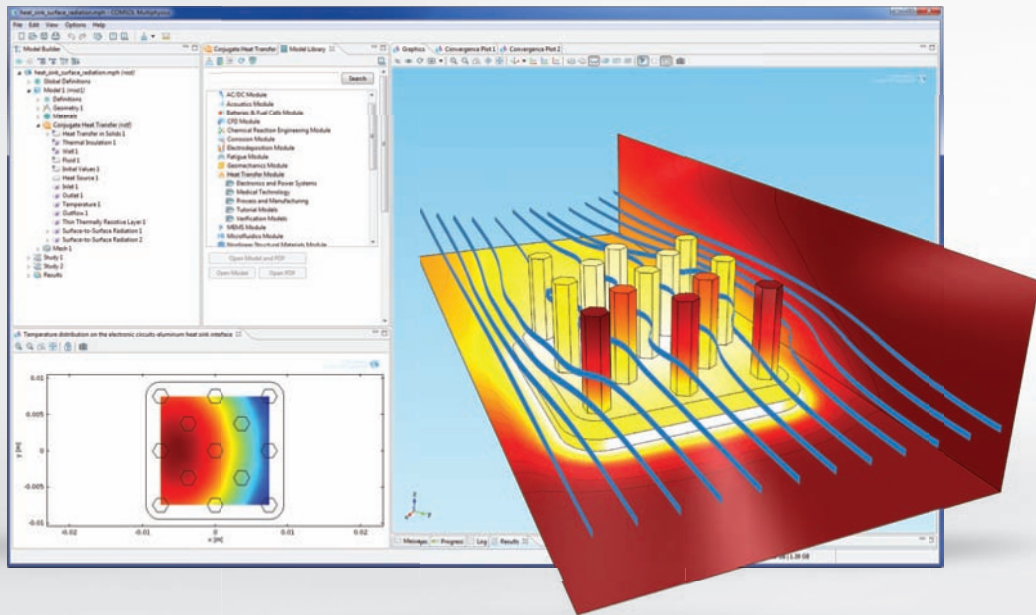 heat_sink_surface_radiation.mph - COMSOL Multiphysics
File Edit View Options Help
Model Builder
heat_sink_surface_radiation.mph (root)
Global Definitions
Model 1 (mod1)
Definitions
Geometry 1
Materials
Conjugate Heat Transfer (nitf)
Heat Transfer in Solids 1
Thermal Insulation 1
Wall 1
Fluid 1
Initial Values 1
Heat Source 1
Inlet 1
Outlet 1
Temperature 1
Outflow 1
Thin Thermally Resistive Layer 1
Surface-to-Surface Radiation 1
Surface-to-Surface Radiation 2
Mesh 1
Study 1
Study 2
Results
Conjugate Heat Transfer Model Library
Search
AC/DC Module
Acoustics Module
Batteries & Fuel Cells Module
CFD Module
Chemical Reaction Engineering Module
Corrosion Module
Electrodeposition Module
Fatigue Module
Geomechanics Module
Heat Transfer Module
Electronics and Power Systems
Medical Technology
Process and Manufacturing
Tutorial Models
Verification Models
MEMS Module
Microfluidics Module
Nonlinear Structural Materials Module
Open Model and PDF
Open Model Open PDF
Graphics Convergence Plot 1 Convergence Plot 2
z
x y
Temperature distribution on the electronic circuits-aluminum heat sink interface
0.01
0.005
0
-0.005
-0.01
y [m]
-0.02 -0.01 0 0.01 0.02
x [m]
Messages Progress Log Results